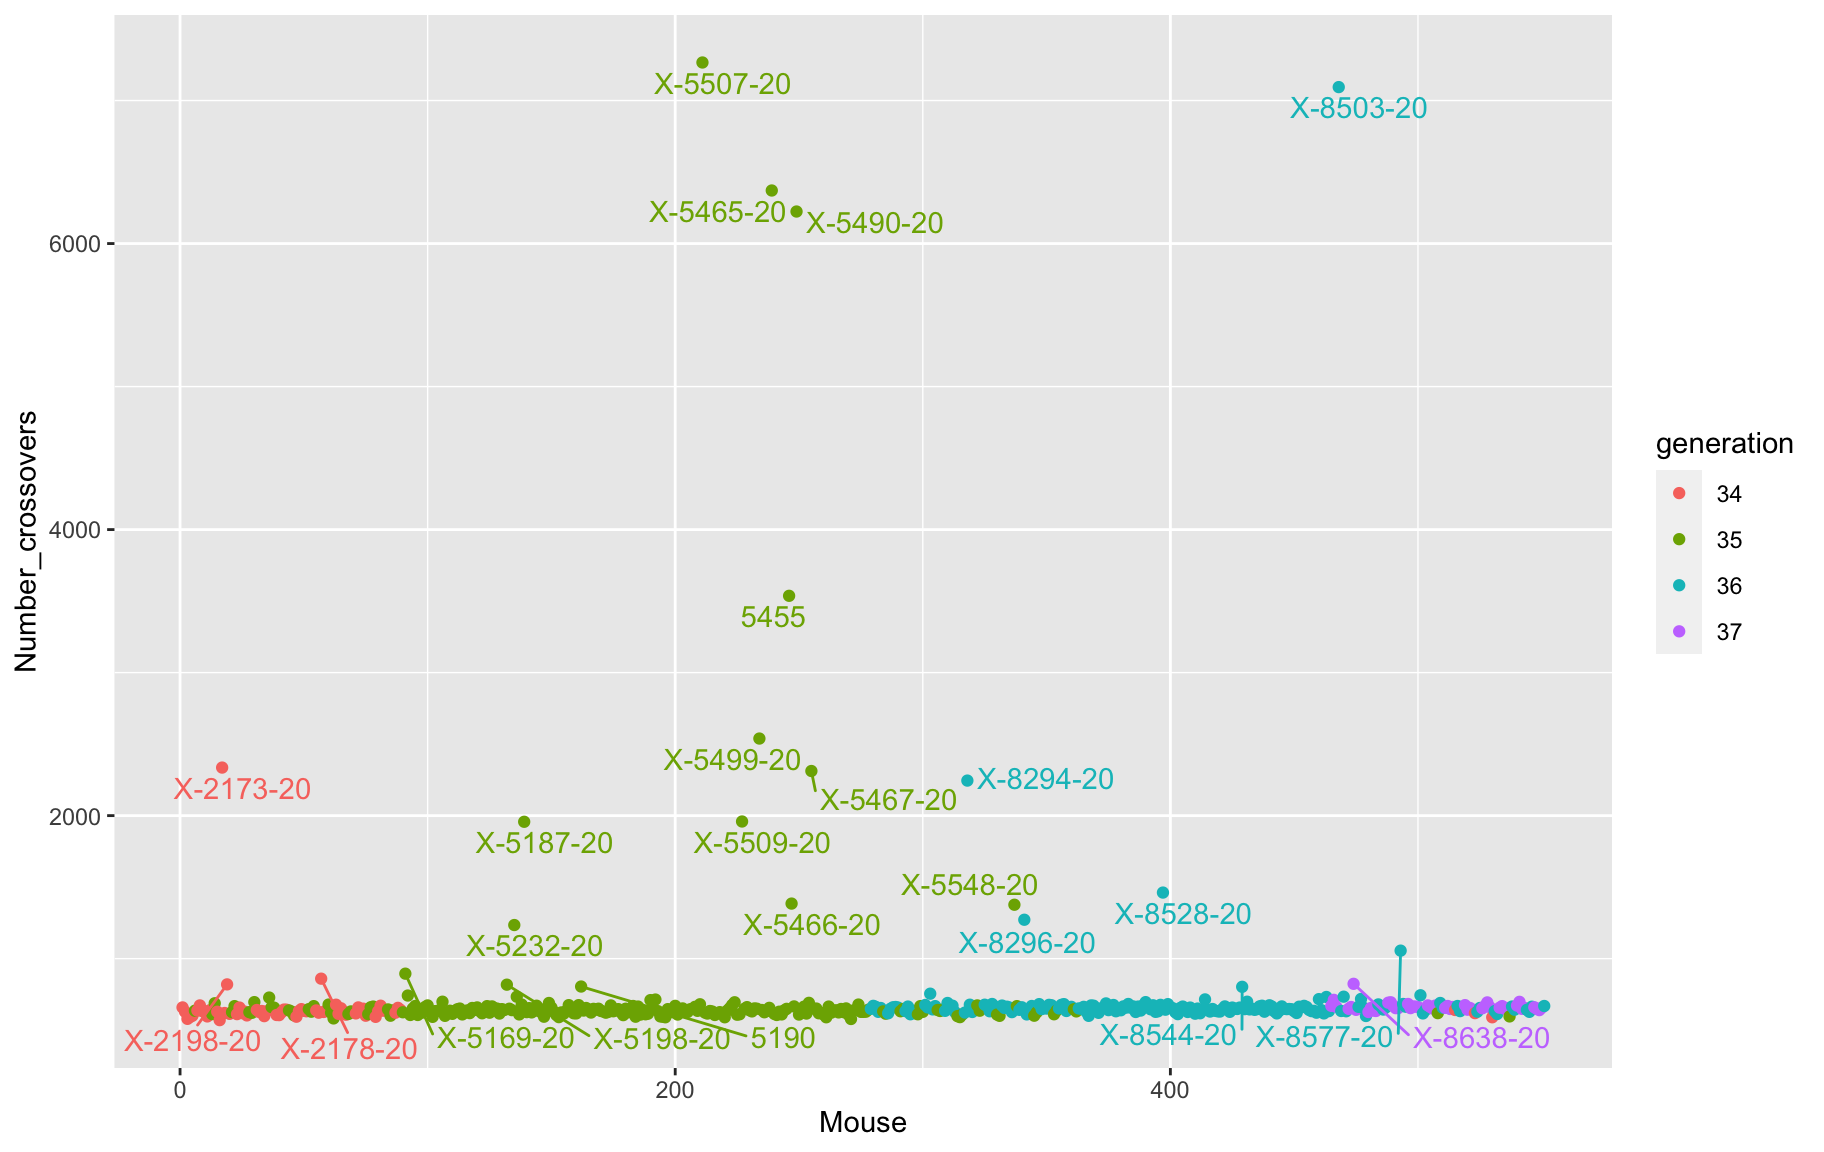 X-5507-20
X-8503-20
X-5465-20
X-5490-20
6000
generation
34
35
36
37
Number_crossovers
4000
5455
X-5499-20
X-2173-20
X-8294-20
X-5467-20
2000
X-5187-20
X-5509-20
X-5548-20
X-5466-20
X-8528-20
X-5232-20
X-8296-20
X-2198-20
X-2178-20
X-5169-20
X-5198-20
5190
X-8544-20
X-8577-20
X-8638-20
0
200
400
Mouse